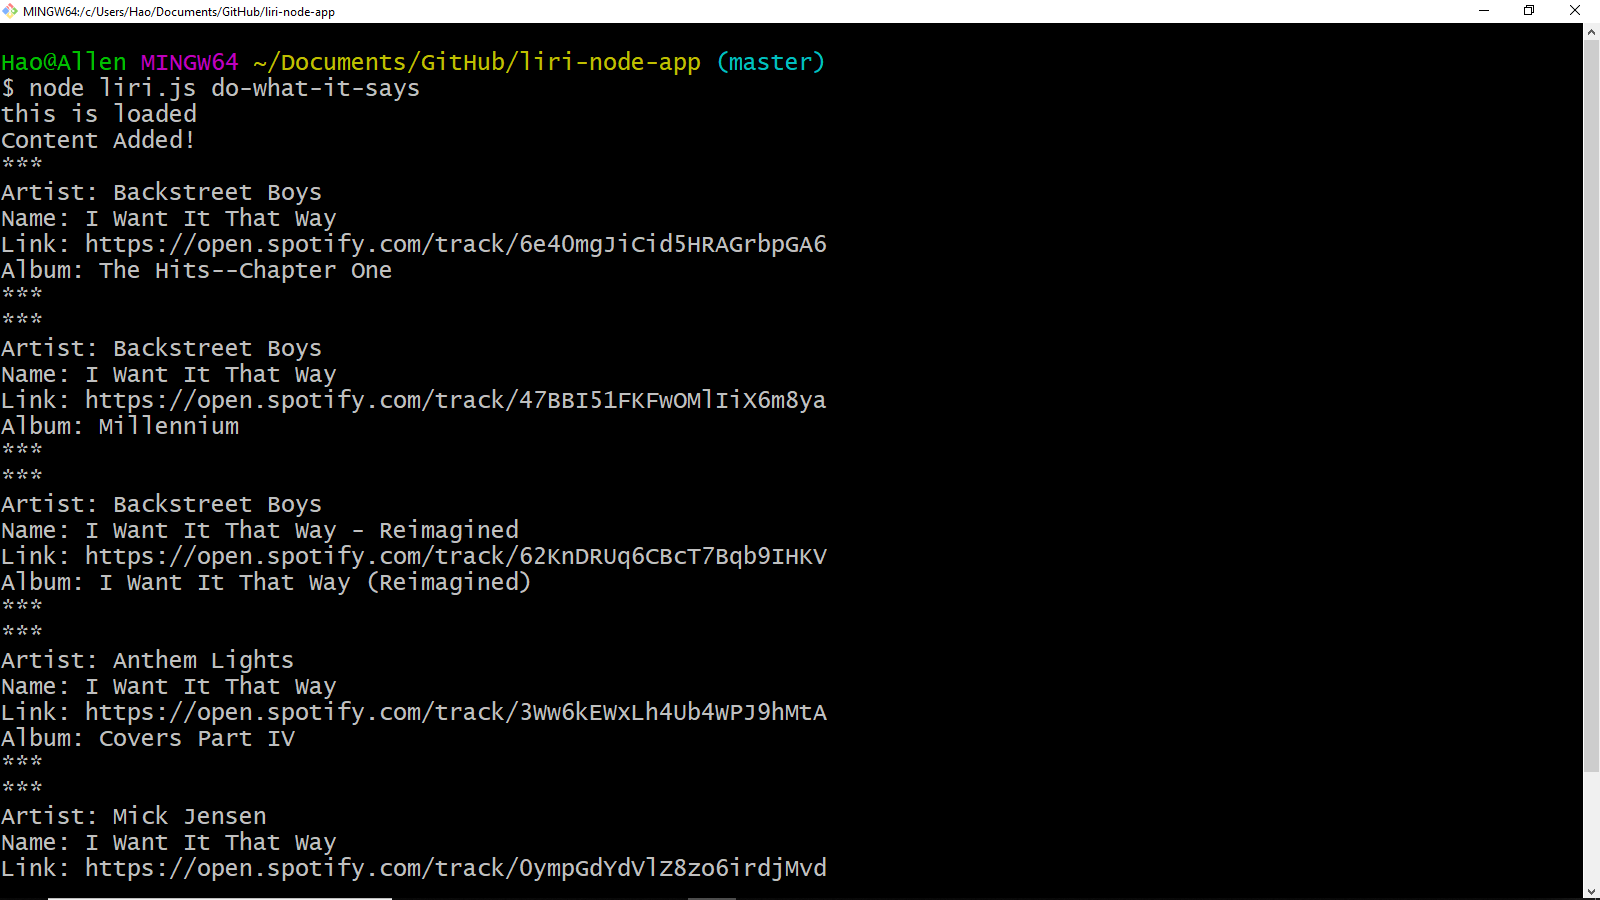 MINGW64:/c/Users/Hao/Documents/GitHub/liri-node-app
Hao@Allen MINGW64 ~/Documents/GitHub/liri-node-app (master)
$ node liri.js do-what-it-says
this is loaded
Content Added!
***
Artist: Backstreet Boys
Name: I Want It That Way
Link: https://open.spotify.com/track/6e40mgJiCid5HRAGrbpGA6
Album: The Hits--Chapter One
***
***
Artist: Backstreet Boys
Name: I Want It That Way
Link: https://open.spotify.com/track/47BBI51FKFwOMlIiX6m8ya
Album: Millennium
***
***
Artist: Backstreet Boys
Name: I Want It That Way - Reimagined
Link: https://open.spotify.com/track/62KnDRUq6CBcT7Bqb9IHKV
Album: I Want It That Way (Reimagined)
***
***
Artist: Anthem Lights
Name: I Want It That Way
Link: https://open.spotify.com/track/3Ww6kEWxLh4Ub4WPJ9hMtA
Album: Covers Part IV
***
***
Artist: Mick Jensen
Name: I Want It That Way
Link: https://open.spotify.com/track/0ympGdYdVlZ8zo6irdjMvd